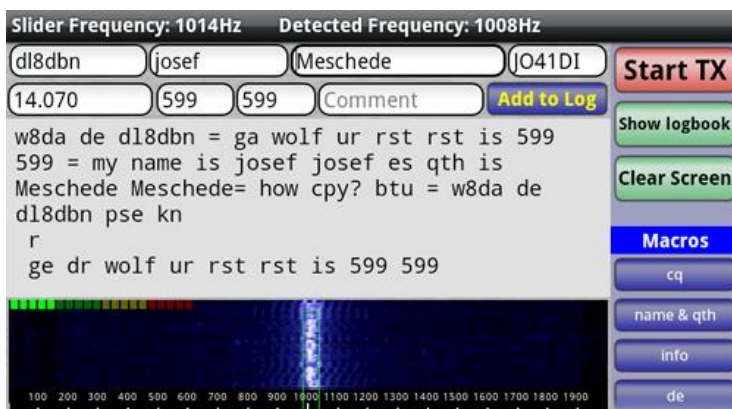 Slider Frequency: 1014Hz Detected Frequency: 1008Hz
dl8dbn josef Meschede JO41DI
14.070 599 599 Comment Add to Log
Start TX
Show logbook
Clear Screen
w8da de dl8dbn = ga wolf ur rst rst is 599
599 = my name is josef josef es qth is
Meschede Meschede= how cpy? btu = w8da de
dl8dbn pse kn
r
ge dr wolf ur rst rst is 599 599
Macros
cq
name & qth
info
de
100 200 300 400 500 600 700 800 900 1000 1100 1200 1300 1400 1500 1600 1700 1800 1900